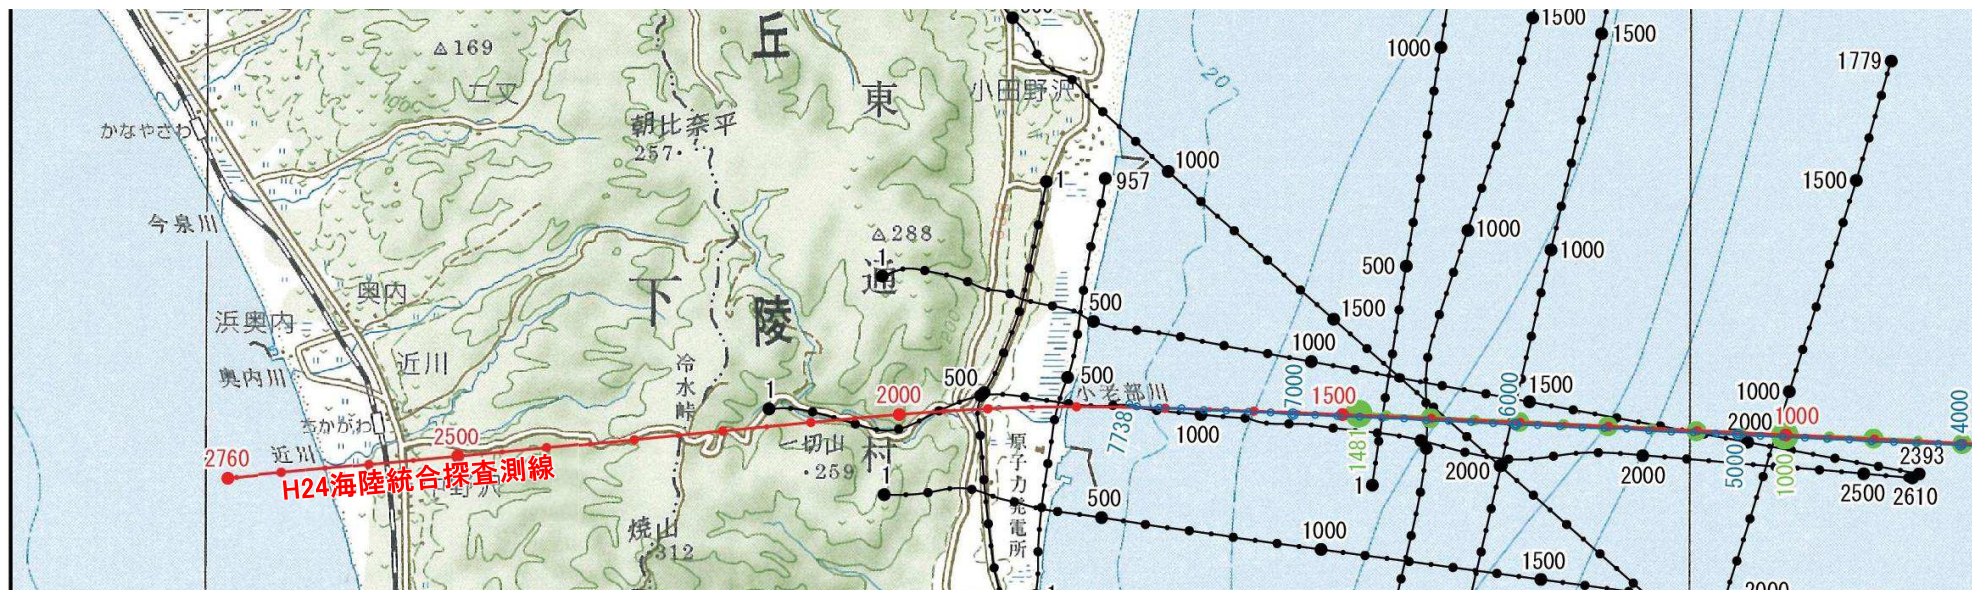 丘
169
1000
1500
1500
1779
20
東
小田野沢
かなやさわ
朝比奈平
257
1000
1
957
1500
今泉川
288
1
通
1000
1000
500
奥内
下
陵
500
1500
浜奥内
1000
近川
奥内川
冷水峠
1
2000
500
500
小老部川
7000
1500
1500
6000
1000
2000
1000
4000
ちかがわ
近川
2760
2500
H24海陸統合探査測線
一切山
259
村
原子力発電所
7738
1000
1481
2000
2000
5000
1000
2393
2500
2610
1
1
500
焼山
312
1000
1500
2000